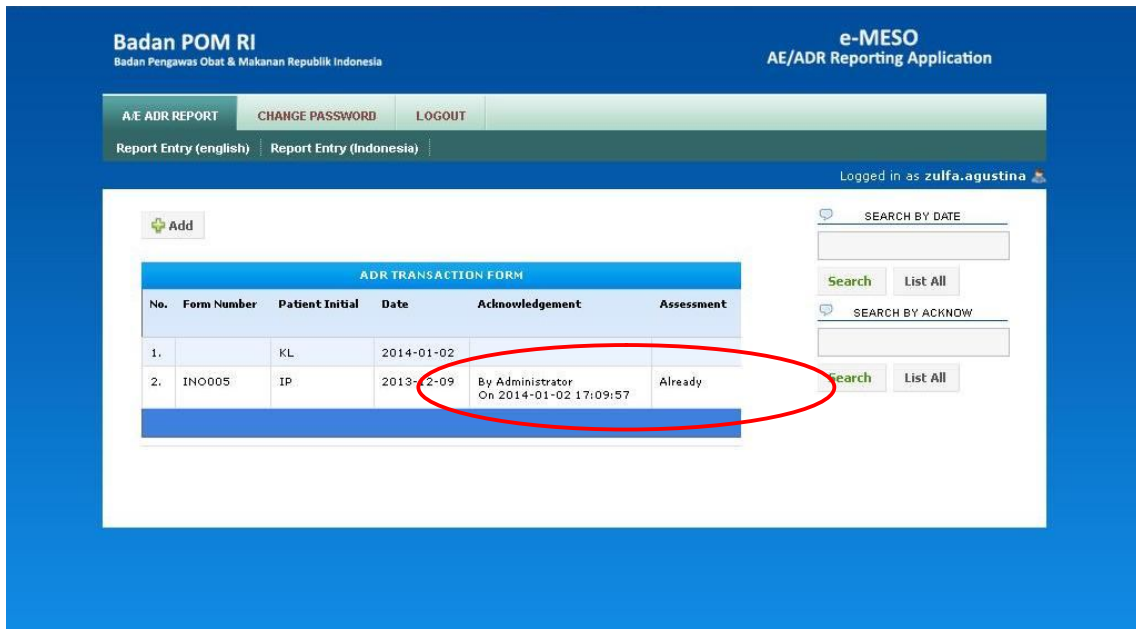 Badan POM RI
Badan Pengawas Obat & Makanan Republik Indonesia
e-MESO
AE/ADR Reporting Application
A/E ADR REPORT CHANGE PASSWORD LOGOUT
Report Entry (english) Report Entry (Indonesia)
Logged in as zulfa.agustina
Add
ADR TRANSACTION FORM
No. Form Number Patient Initial Date Acknowledgement Assessment
1. KL 2014-01-02
2. INO005 IP 2013-12-09 By Administrator Already
On 2014-01-02 17:09:57
SEARCH BY DATE
Search List All
SEARCH BY ACKNOW
Search List All